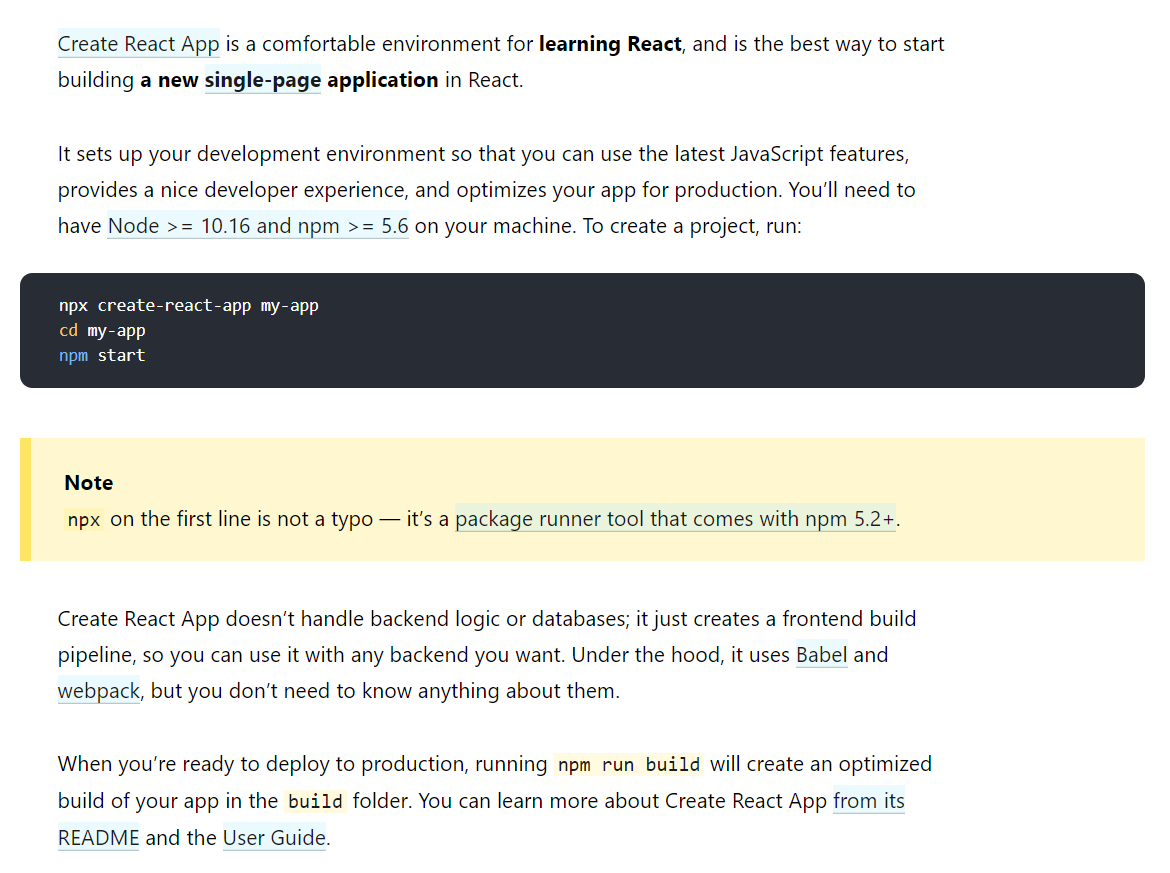 Create React App is a comfortable environment for learning React, and is the best way to start
building a new single-page application in React.
It sets up your development environment so that you can use the latest JavaScript features,
provides a nice developer experience, and optimizes your app for production. You’ll need to
have Node >= 10.16 and npm >= 5.6 on your machine. To create a project, run:
npx create-react-app my-app
cd my-app
npm start
Note
npx on the first line is not a typo — it’s a package runner tool that comes with npm 5.2+.
Create React App doesn’t handle backend logic or databases; it just creates a frontend build
pipeline, so you can use it with any backend you want. Under the hood, it uses Babel and
webpack, but you don’t need to know anything about them.
When you’re ready to deploy to production, running npm run build will create an optimized
build of your app in the build folder. You can learn more about Create React App from its
README and the User Guide.